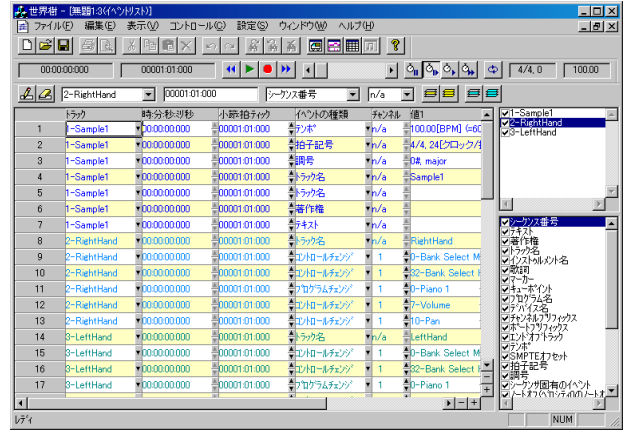 世界樹 - [無題1:3(イベントリスト)]
ファイル(F) 編集(E) 表示(V) コントロール(C) 設定(S) ウィンドウ(W) ヘルプ(H)
00:00:00:000 00001:01:000 4/4, 0 100.00
2-RightHand 00001:01:000 シーケンス番号 n/a
トラック 時:分:秒:ミリ秒 小節:拍:ティック イベントの種類 チャンネル 値1
1 1-Sample1 00:00:00:000 00001:01:000 テンポ n/a 100.00[BPM] (=60
2 1-Sample1 00:00:00:000 00001:01:000 拍子記号 n/a 4/4, 24[クロック/拍
3 1-Sample1 00:00:00:000 00001:01:000 調号 n/a 0#, major
4 1-Sample1 00:00:00:000 00001:01:000 トラック名 n/a Sample1
5 1-Sample1 00:00:00:000 00001:01:000 トラック名 n/a
6 1-Sample1 00:00:00:000 00001:01:000 著作権 n/a
7 1-Sample1 00:00:00:000 00001:01:000 テキスト n/a
8 2-RightHand 00:00:00:000 00001:01:000 トラック名 n/a RightHand
9 2-RightHand 00:00:00:000 00001:01:000 コントロールチェンジ 1 0-Bank Select M
10 2-RightHand 00:00:00:000 00001:01:000 コントロールチェンジ 1 32-Bank Select
11 2-RightHand 00:00:00:000 00001:01:000 プログラムチェンジ 1 0-Piano 1
12 2-RightHand 00:00:00:000 00001:01:000 コントロールチェンジ 1 7-Volume
13 2-RightHand 00:00:00:000 00001:01:000 コントロールチェンジ 1 10-Pan
14 3-LeftHand 00:00:00:000 00001:01:000 トラック名 n/a LeftHand
15 3-LeftHand 00:00:00:000 00001:01:000 コントロールチェンジ 1 0-Bank Select M
16 3-LeftHand 00:00:00:000 00001:01:000 コントロールチェンジ 1 32-Bank Select
17 3-LeftHand 00:00:00:000 00001:01:000 プログラムチェンジ 1 0-Piano 1
1-Sample1
2-RightHand
3-LeftHand
シーケンス番号
テキスト
著作権
トラック名
インストゥルメント名
歌詞
マーカー
キューポイント
プログラム名
デバイス名
チャンネルプリフィックス
ポートプリフィックス
エンドオブトラック
テンポ
SMPTEオフセット
拍子記号
調号
シーケンサ固有のイベント
レディ NUM